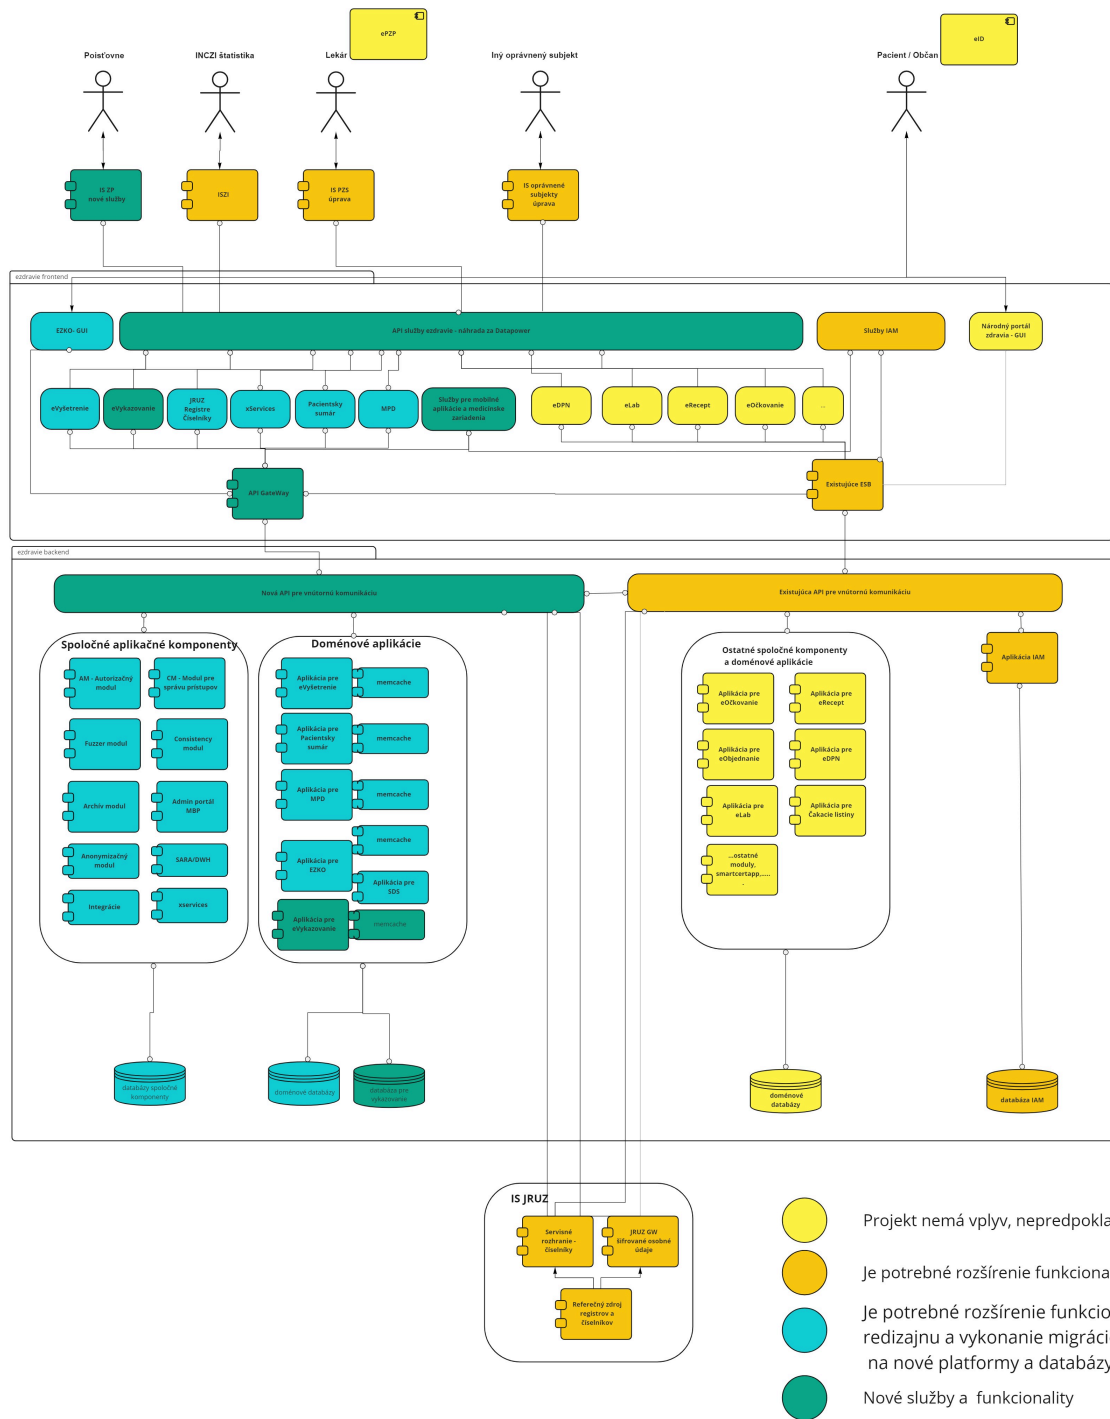 ePZP
eID
Poisťovne
INCZI štatistika
Lekár
Iný oprávnený subjekt
Pacient / Občan
IS ZP
nové služby
ISZI
IS PZS
úprava
IS oprávnené
subjekty
úprava
ezdravie frontend
EZKO- GUI
API služby ezdravie - náhrada za Datapower
Služby IAM
Národný portál
zdravia - GUI
eVyšetrenie
eVykazovanie
JRUZ
Registre
Číselníky
xServices
Pacientsky
sumár
MPD
Služby pre mobilné
aplikácie a medicínske
zariadenia
eDPN
eLab
eRecept
eOčkovanie
...
API GateWay
Existujúce ESB
ezdravie backend
Nová API pre vnútornú komunikáciu
Existujúca API pre vnútornú komunikáciu
Spoločné aplikačné komponenty
AM - Autorizačný
modul
CM - Modul pre
správu prístupov
Fuzzer modul
Consistency
modul
Archív modul
Admin portál
MBP
Anonymizačný
modul
SARA/DWH
Integrácie
xservices
Doménové aplikácie
Aplikácia pre
eVyšetrenie
memcache
Aplikácia pre
Pacientsky
sumár
memcache
Aplikácia pre
MPD
memcache
memcache
Aplikácia pre
EZKO
Aplikácia pre
SDS
Aplikácia pre
eVykazovanie
memcache
Ostatné spoločné komponenty
a doménové aplikácie
Aplikácia pre
eOčkovanie
Aplikácia pre
eRecept
Aplikácia pre
eObjednanie
Aplikácia pre
eDPN
Aplikácia pre
eLab
Aplikácia pre
Čakacie listiny
...ostatné
moduly,
smartcertapp,.....
.
Aplikácia IAM
databázy spoločné
komponenty
doménové databázy
databáza pre
vykazovanie
doménové
databázy
databáza IAM
IS JRUZ
Servisné
rozhranie -
číselníky
JRUZ GW
šifrované osobné
údaje
Referečný zdroj
registrov a
číselníkov
Projekt nemá vplyv, nepredpokla
Je potrebné rozšírenie funkciona
Je potrebné rozšírenie funkcio
redizajnu a vykonanie migráci
na nové platformy a databázy
Nové služby a funkcionality